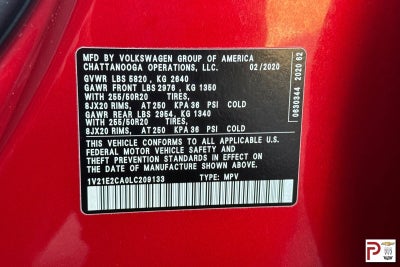 MFD. BY VOLKSWAGEN GROUP OF AMERICA
CHATTANOOGA OPERATIONS, LLC. 02/2020
GVWR LBS 5820, KG 2640
GAWR FRONT LBS 2976, KG 1350
WITH 255/50R20 TIRES,
8JX20 RIMS, AT 250 KPA 36 PSI COLD
GAWR REAR LBS 2954, KG 1340
WITH 255/50R20 TIRES,
8JX20 RIMS, AT 250 KPA 36 PSI COLD
THIS VEHICLE CONFORMS TO ALL APPLICABLE U.S.
FEDERAL MOTOR VEHICLE SAFETY, BUMPER, AND
THEFT PREVENTION STANDARDS IN EFFECT ON
THE DATE OF MANUFACTURE SHOWN ABOVE.
1V21E2CA0LC209133 TYPE: MPV
0630344 2020 62
P